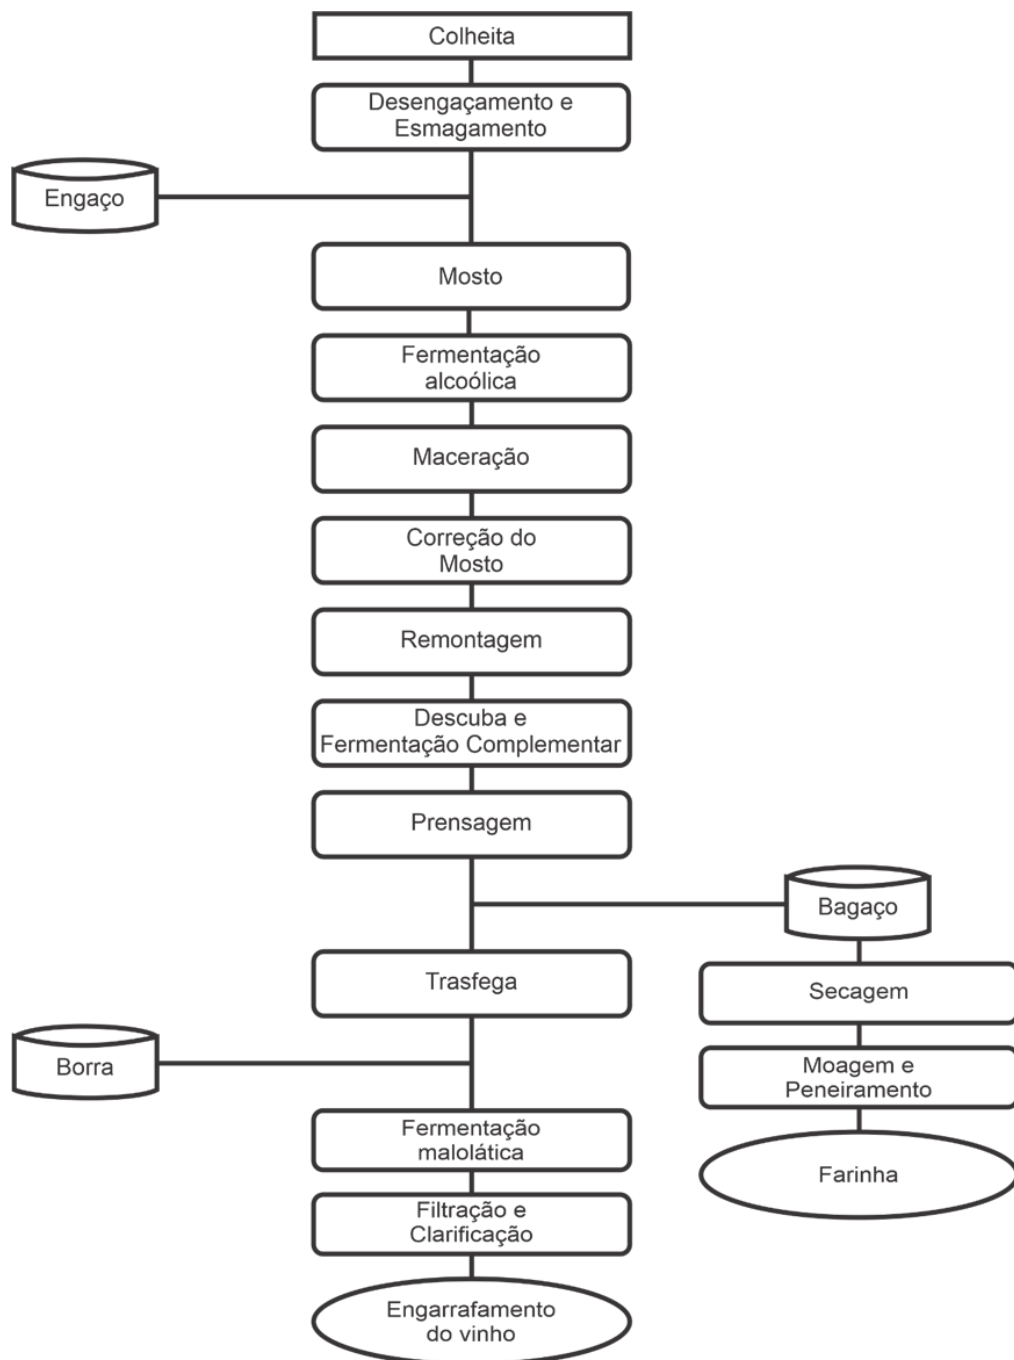 Colheita
Desengaçamento e
Esmagamento
Engaço
Mosto
Fermentação
alcoólica
Maceração
Correção do
Mosto
Remontagem
Descuba e
Fermentação Complementar
Prensagem
Bagaço
Trasfega
Secagem
Borra
Moagem e
Peneiramento
Fermentação
malolática
Farinha
Filtração e
Clarificação
Engarrafamento
do vinho